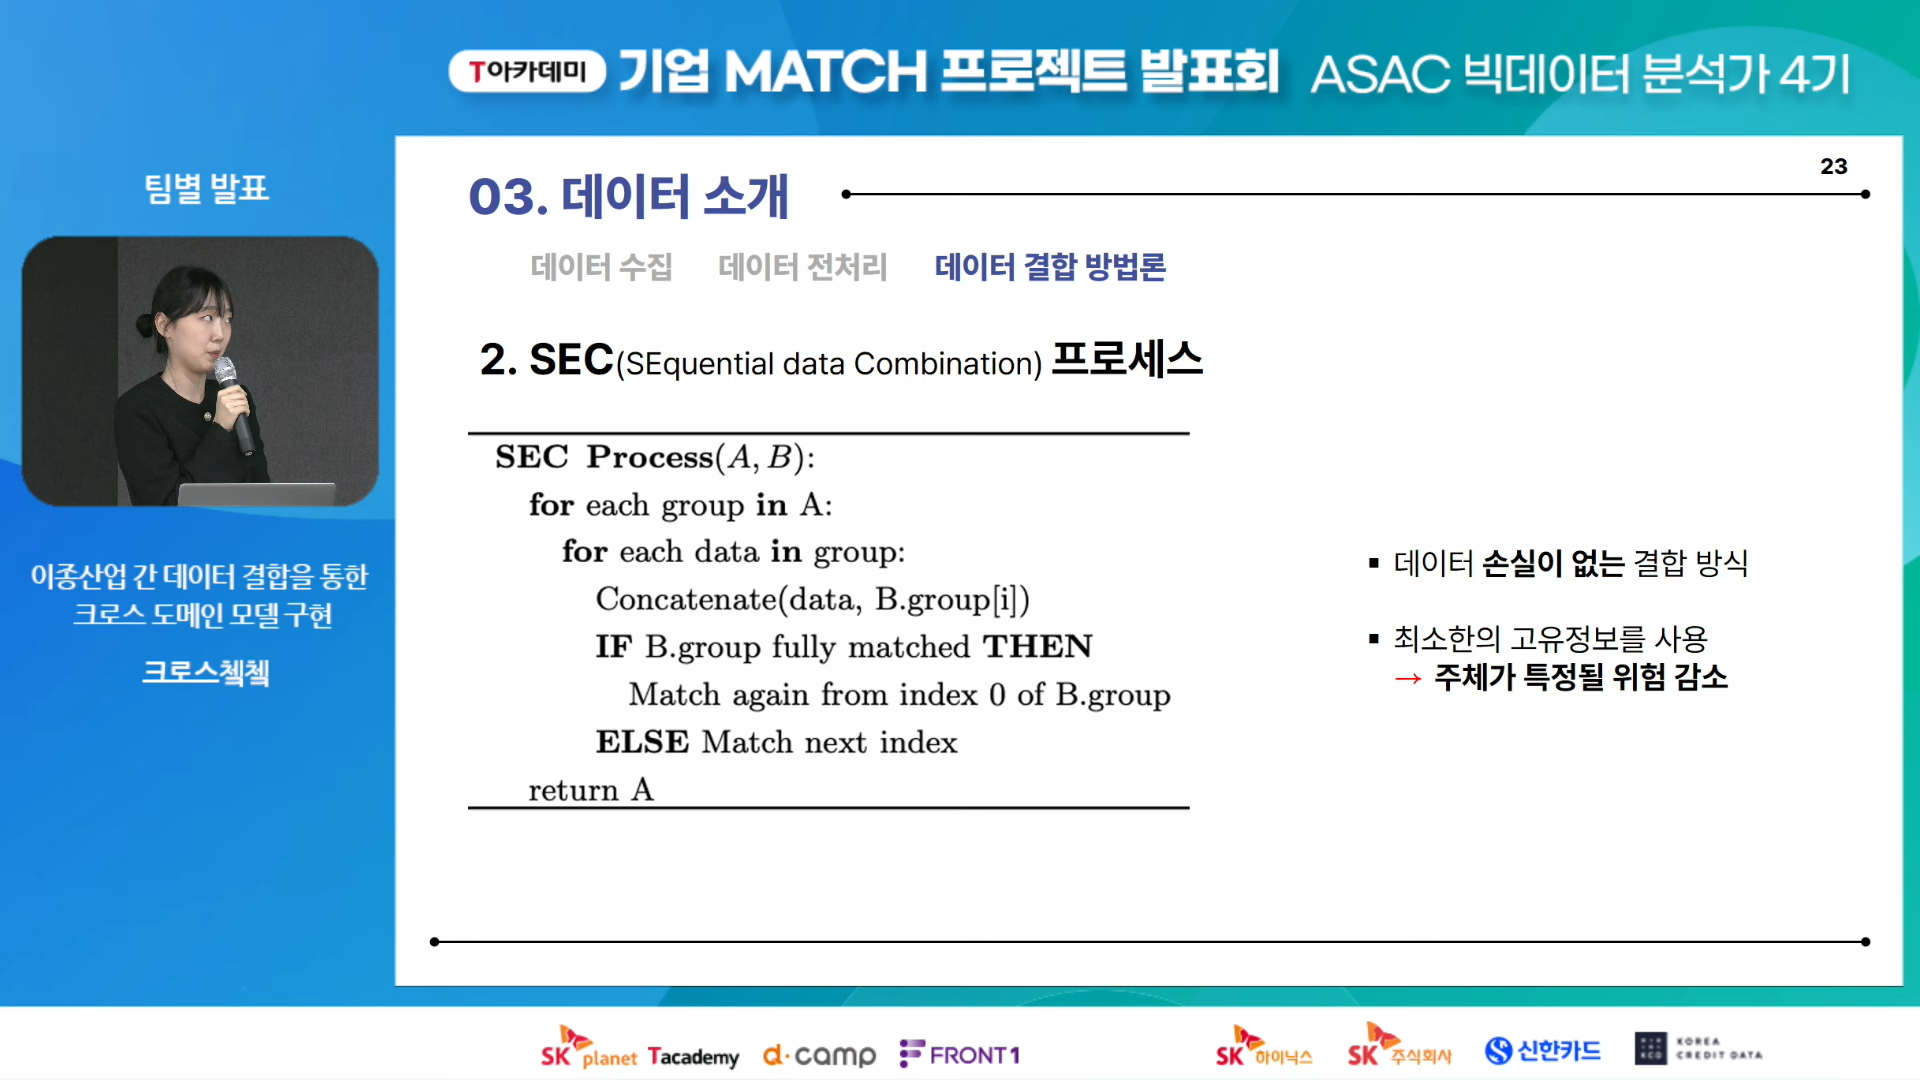 T아카데미 기업 MATCH 프로젝트 발표회 ASAC 빅데이터 분석가 4기
팀별 발표
이종산업 간 데이터 결합을 통한
크로스 도메인 모델 구현
크로스췤췤
23
03. 데이터 소개
데이터 수집 데이터 전처리 데이터 결합 방법론
2. SEC(SEquential data Combination) 프로세스
SEC Process(A, B):
for each group in A:
for each data in group:
Concatenate(data, B.group[i])
IF B.group fully matched THEN
Match again from index 0 of B.group
ELSE Match next index
return A
▪ 데이터 손실이 없는 결합 방식
▪ 최소한의 고유정보를 사용
→ 주체가 특정될 위험 감소
SK planet Tacademy d·camp FRONT1 SK 하이닉스 SK 주식회사 신한카드 KOREA CREDIT DATA